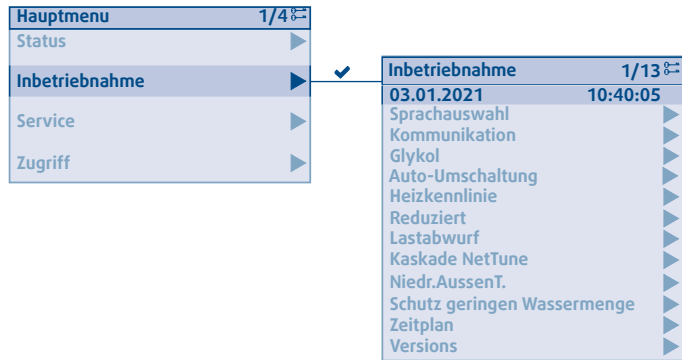 Hauptmenu 1/4
Status
Inbetriebnahme
Service
Zugriff
Inbetriebnahme 1/13
03.01.2021 10:40:05
Sprachauswahl
Kommunikation
Glykol
Auto-Umschaltung
Heizkennlinie
Reduziert
Lastabwurf
Kaskade NetTune
Niedr.AussenT.
Schutz geringen Wassermenge
Zeitplan
Versions